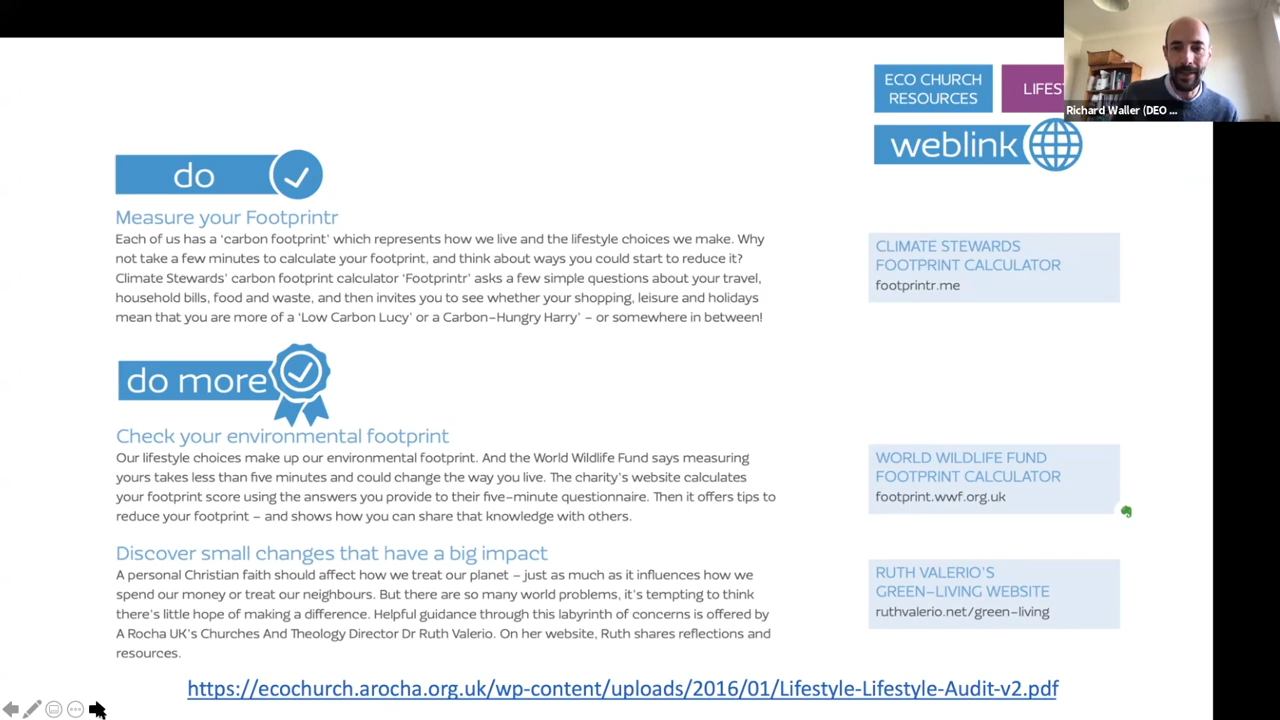 ECO CHURCH
RESOURCES
LIFES
Richard Waller (DEO ...
weblink
do
Measure your Footprintr
Each of us has a ‘carbon footprint’ which represents how we live and the lifestyle choices we make. Why
not take a few minutes to calculate your footprint, and think about ways you could start to reduce it?
Climate Stewards’ carbon footprint calculator ‘Footprintr’ asks a few simple questions about your travel,
household bills, food and waste, and then invites you to see whether your shopping, leisure and holidays
mean that you are more of a ‘Low Carbon Lucy’ or a Carbon-Hungry Harry’ – or somewhere in between!
CLIMATE STEWARDS
FOOTPRINT CALCULATOR
footprintr.me
do more
Check your environmental footprint
Our lifestyle choices make up our environmental footprint. And the World Wildlife Fund says measuring
yours takes less than five minutes and could change the way you live. The charity’s website calculates
your footprint score using the answers you provide to their five-minute questionnaire. Then it offers tips to
reduce your footprint – and shows how you can share that knowledge with others.
WORLD WILDLIFE FUND
FOOTPRINT CALCULATOR
footprint.wwf.org.uk
Discover small changes that have a big impact
A personal Christian faith should affect how we treat our planet – just as much as it influences how we
spend our money or treat our neighbours. But there are so many world problems, it’s tempting to think
there’s little hope of making a difference. Helpful guidance through this labyrinth of concerns is offered by
A Rocha UK’s Churches And Theology Director Dr Ruth Valerio. On her website, Ruth shares reflections and
resources.
RUTH VALERIO’S
GREEN-LIVING WEBSITE
ruthvalerio.net/green-living
https://ecochurch.arocha.org.uk/wp-content/uploads/2016/01/Lifestyle-Lifestyle-Audit-v2.pdf